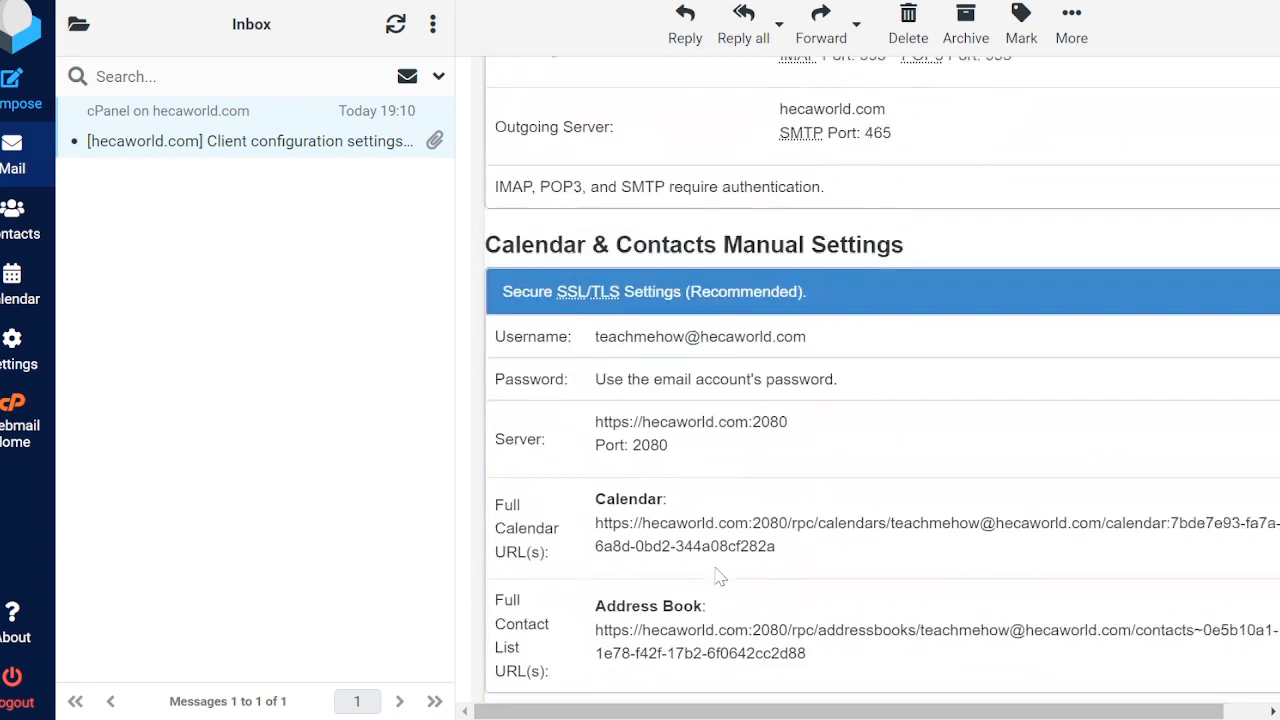 Inbox
Reply
Reply all
Forward
Delete
Archive
Mark
More
Search...
mpose
Mail
ntacts
lendar
ettings
ebmail
ome
bout
ogout
cPanel on hecaworld.com Today 19:10
• [hecaworld.com] Client configuration settings...
Messages 1 to 1 of 1
1
Outgoing Server:
hecaworld.com
SMTP Port: 465
IMAP, POP3, and SMTP require authentication.
Calendar & Contacts Manual Settings
Secure SSL/TLS Settings (Recommended).
Username: teachmehow@hecaworld.com
Password: Use the email account's password.
Server:
https://hecaworld.com:2080
Port: 2080
Full
Calendar
URL(s):
Calendar:
https://hecaworld.com:2080/rpc/calendars/teachmehow@hecaworld.com/calendar:7bde7e93-fa7a-
6a8d-0bd2-344a08cf282a
Full
Contact
List
URL(s):
Address Book:
https://hecaworld.com:2080/rpc/addressbooks/teachmehow@hecaworld.com/contacts~0e5b10a1-
1e78-f42f-17b2-6f0642cc2d88